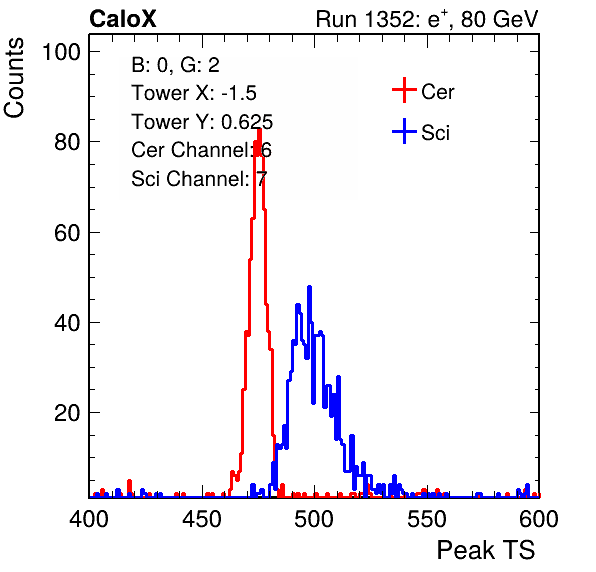 CaloX
Run 1352: e+, 80 GeV
Counts
B: 0, G: 2
Tower X: -1.5
Tower Y: 0.625
Cer Channel: 6
Sci Channel: 7
Cer
Sci
100
80
60
40
20
400 450 500 550 600
Peak TS